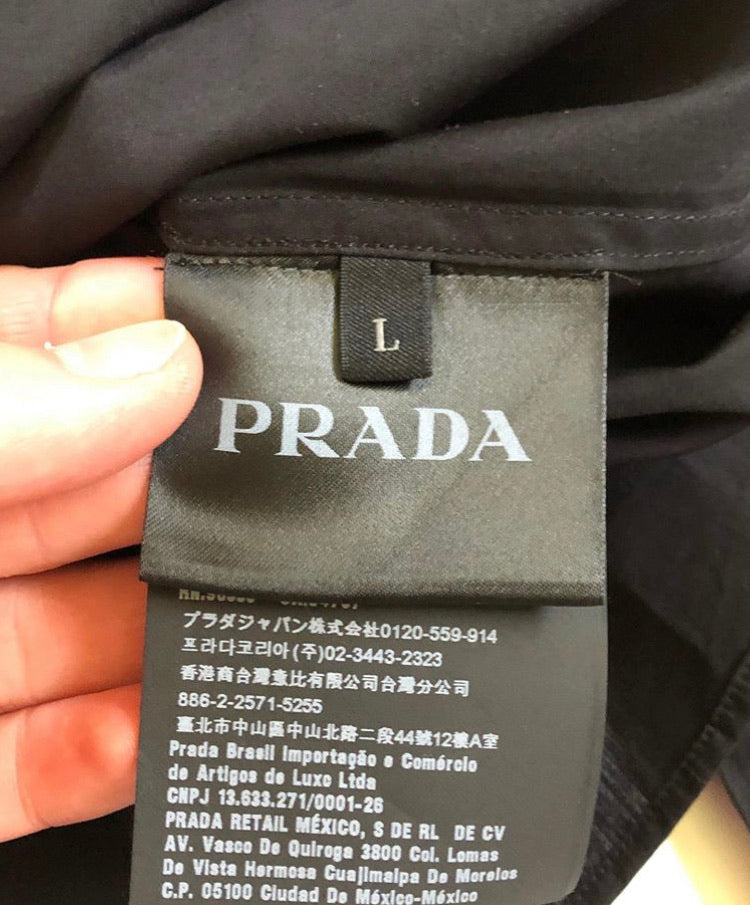 L
PRADA
プラダジャパン株式会社0120-559-914
프라다코리아 (주)02-3443-2323
香港商台灣壹比有限公司台灣分公司
886-2-2571-5255
臺北市中山區中山北路二段44號12樓A室
Prada Brasil Importação e Comércio
de Artigos de Luxo Ltda
CNPJ 13.633.271/0001-26
PRADA RETAIL MÉXICO, S DE RL DE CV
AV. Vasco De Quiroga 3800 Col. Lomas
De Vista Hermosa Cuajimalpa De Morelos
C.P. 05100 Ciudad De México-México